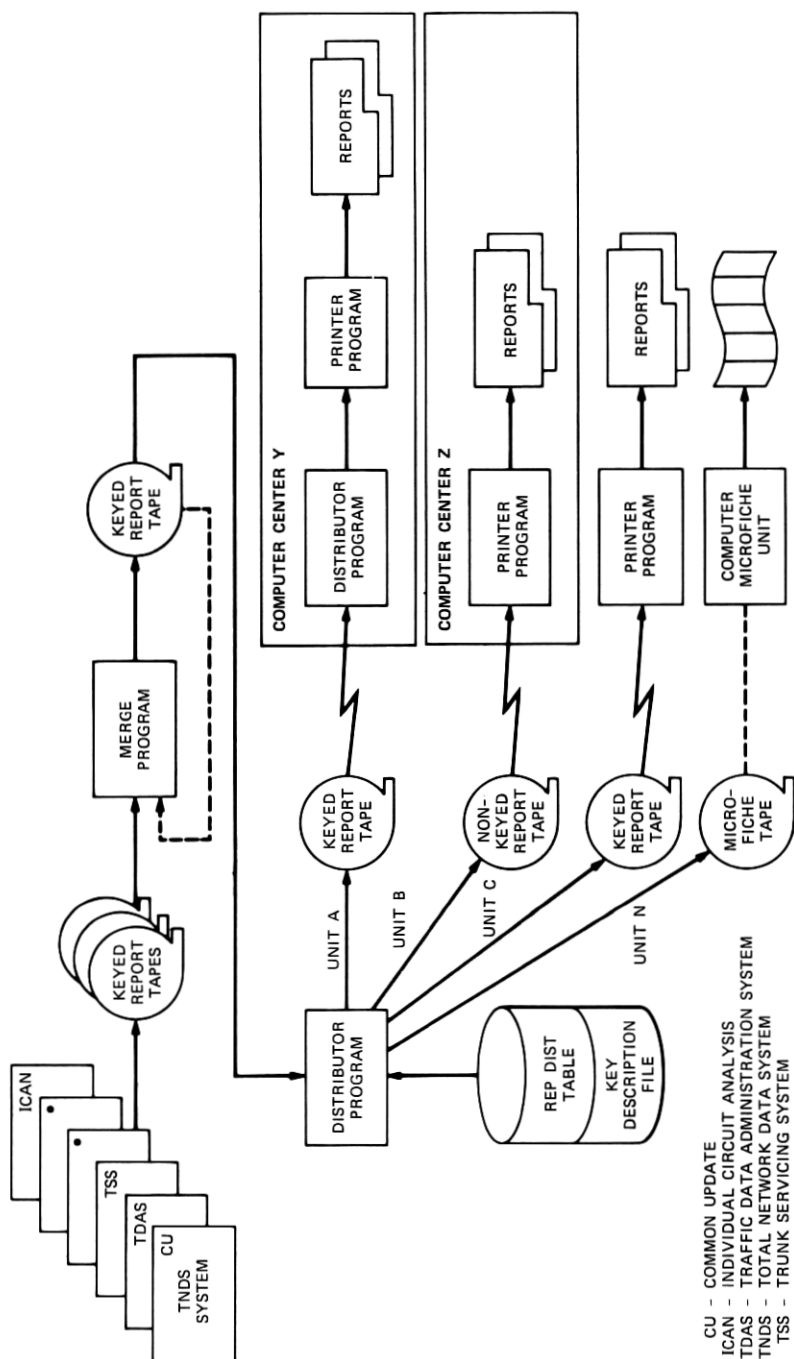 ICAN
TSS
TDAS
CU
TNDS
SYSTEM
KEYED
REPORT
TAPES
MERGE
PROGRAM
KEYED
REPORT
TAPE
DISTRIBUTOR
PROGRAM
REP DIST
TABLE
KEY
DESCRIPTION
FILE
UNIT A
UNIT B
UNIT C
UNIT N
KEYED
REPORT
TAPE
COMPUTER CENTER Y
DISTRIBUTOR
PROGRAM
PRINTER
PROGRAM
REPORTS
NON-
KEYED
REPORT
TAPE
COMPUTER CENTER Z
PRINTER
PROGRAM
REPORTS
KEYED
REPORT
TAPE
PRINTER
PROGRAM
REPORTS
MICRO-
FICHE
TAPE
COMPUTER
MICROFICHE
UNIT
CU - COMMON UPDATE
ICAN - INDIVIDUAL CIRCUIT ANALYSIS
TDAS - TRAFFIC DATA ADMINISTRATION SYSTEM
TNDS - TOTAL NETWORK DATA SYSTEM
TSS - TRUNK SERVICING SYSTEM